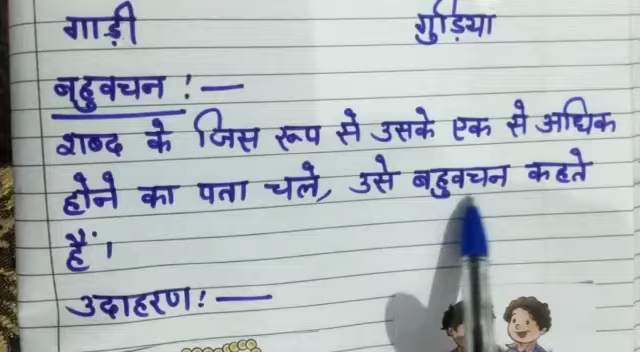 गाड़ी गुड़िया
बहुवचन :—
शब्द के जिस रूप से उसके एक से अधिक
होने का पता चले, उसे बहुवचन कहते
हैं।
उदाहरण :—